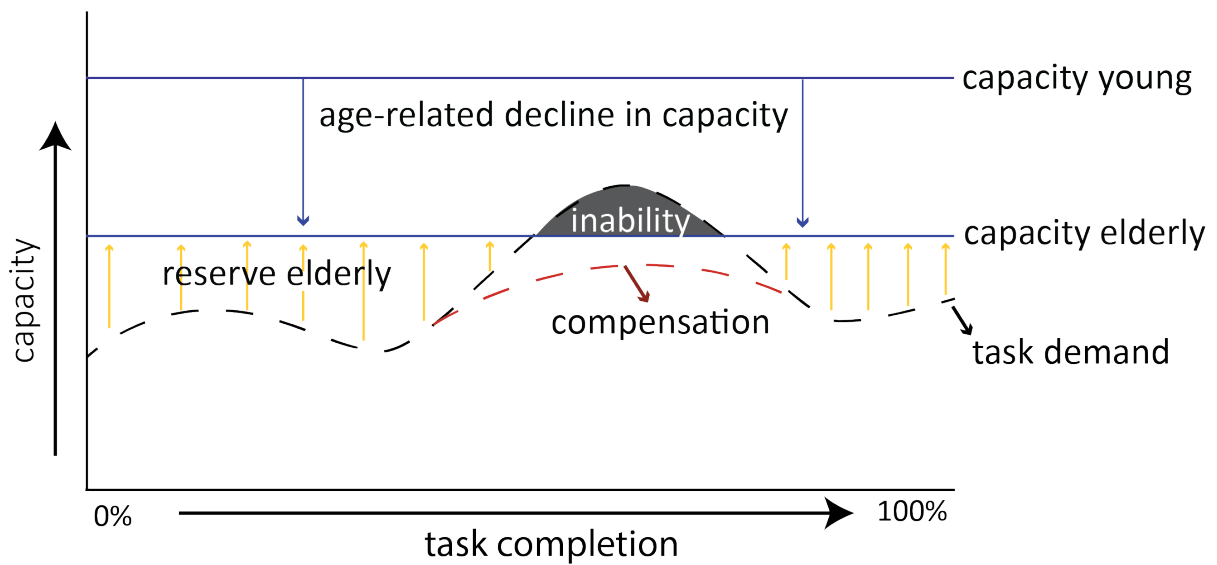 capacity young
age-related decline in capacity
inability
capacity elderly
reserve elderly
capacity
compensation
task demand
0%
100%
task completion